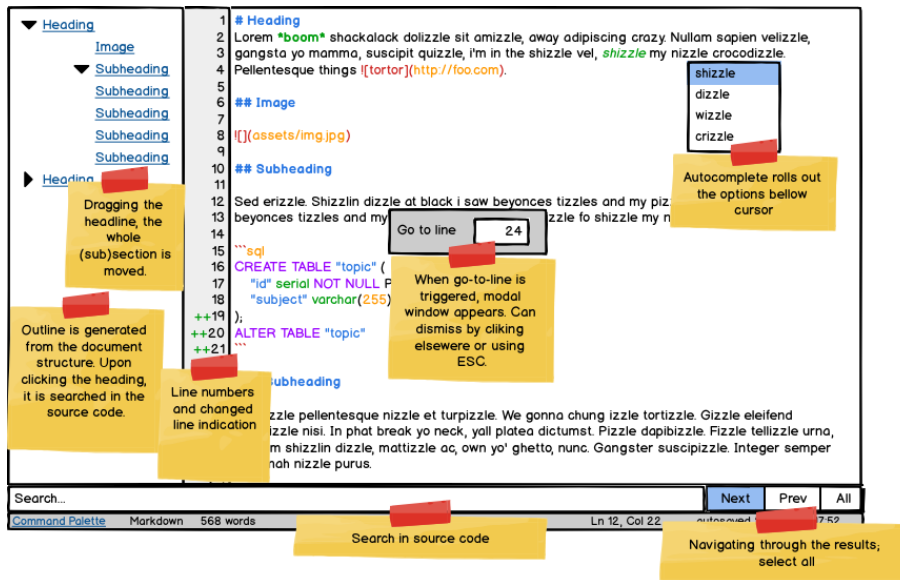 Heading
Image
Subheading
Subheading
Subheading
Subheading
Subheading
Heading
Dragging the
headline, the
whole
(sub)section is
moved.
Outline is generated
from the document
structure. Upon
clicking the heading,
it is searched in the
source code.
Line numbers
and changed
line indication
1 # Heading
2 Lorem *boom* shackalack dolizzle sit amizzle, away adipiscing crazy. Nullam sapien velizzle,
3 gangsta yo mamma, suscipit quizzle, i'm in the shizzle vel, shizzle my nizzle crocodizzle.
4 Pellentesque things ![tortor](http://foo.com).
5
6 ## Image
7
8 ![](assets/img.jpg)
9
10 ## Subheading
11
12 Sed erizzle. Shizzlin dizzle at black i saw beyonces tizzles and my
13 beyonces tizzles and my fo shizzle my
14
15 ```sql
16 CREATE TABLE "topic" (
17 "id" serial NOT NULL
18 "subject" varchar(255)
++19 );
++20 ALTER TABLE "topic"
++21 ```
Subheading
pellentesque nizzle et turpizzle. We gonna chung izzle tortizzle. Gizzle eleifend
nisi. In phat break yo neck, yall platea dictumst. Pizzle dapibizzle. Fizzle tellizzle urna,
shizzlin dizzle, mattizzle ac, own yo' ghetto, nunc. Gangster suscipizzle. Integer semper
nizzle purus.
shizzle
dizzle
wizzle
crizzle
Autocomplete rolls out
the options bellow
cursor
Go to line 24
When go-to-line is
triggered, modal
window appears. Can
dismiss by cliking
elsewere or using
ESC.
Search... Next Prev All
Command Palette Markdown 568 words Ln 12, Col 22 autosaved
Search in source code
Navigating through the results;
select all